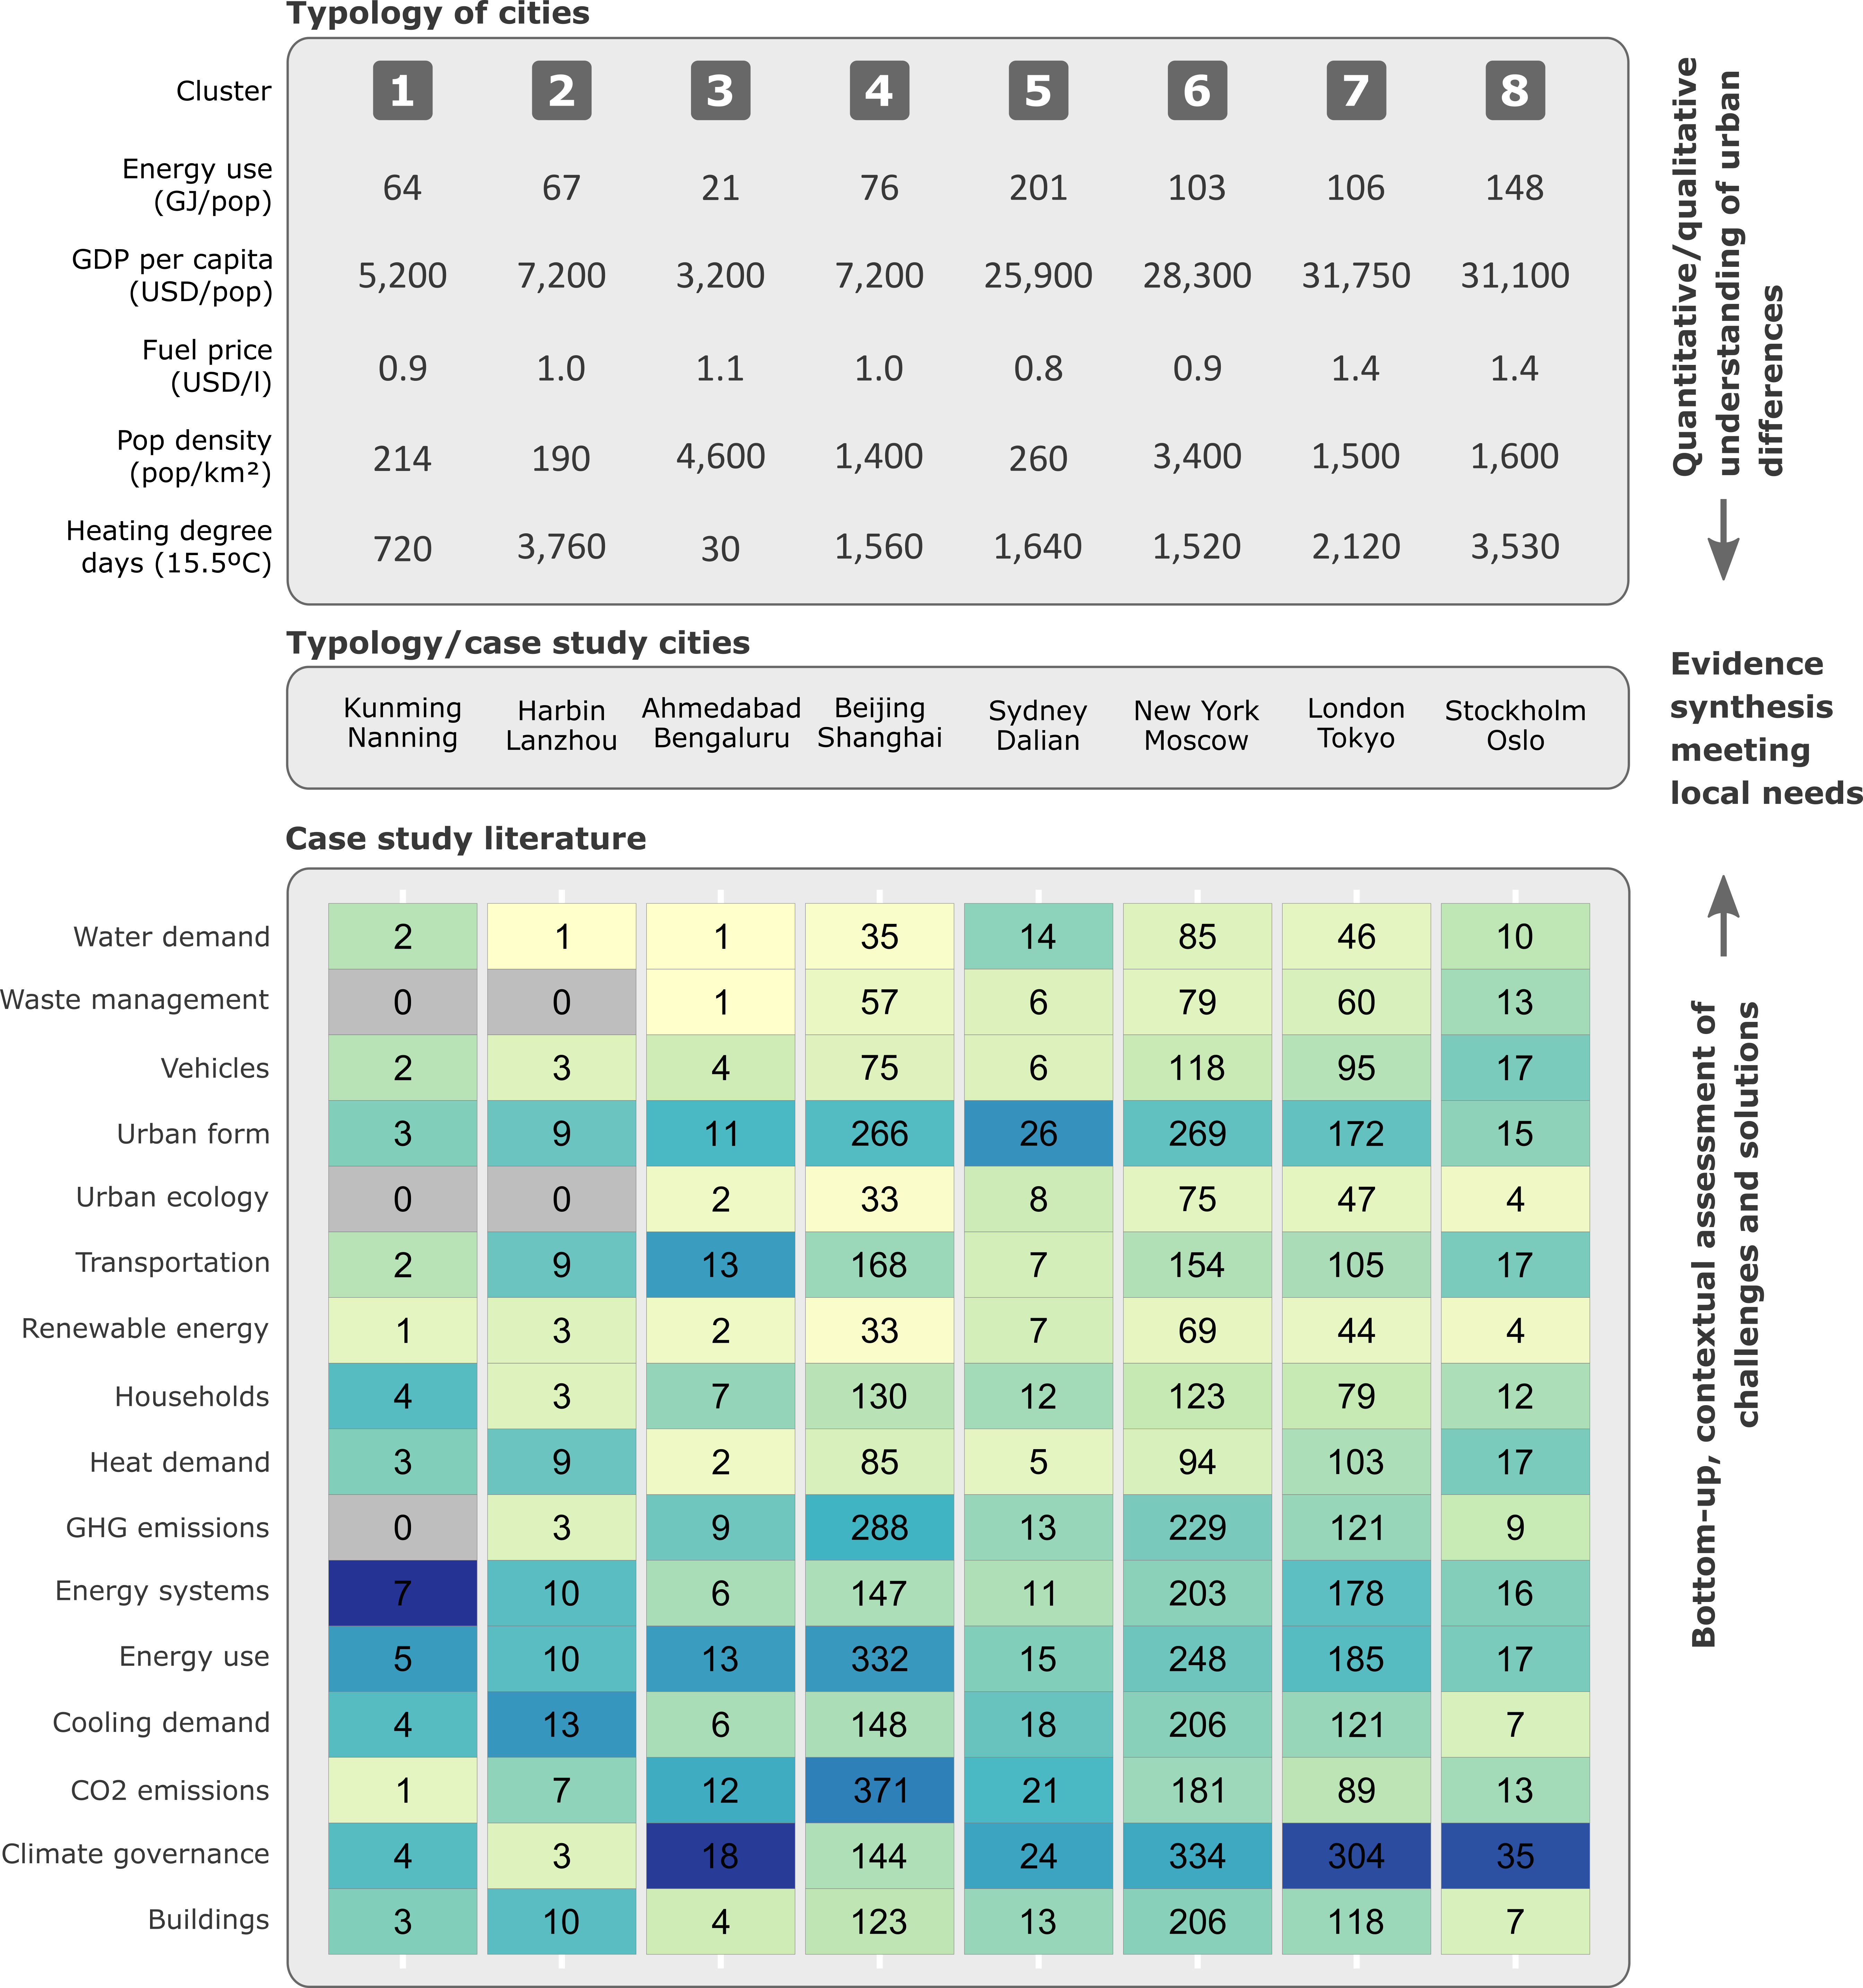 Typology of cities
Cluster 1 2 3 4 5 6 7 8
Energy use
(GJ/pop) 64 67 21 76 201 103 106 148
GDP per capita
(USD/pop) 5,200 7,200 3,200 7,200 25,900 28,300 31,750 31,100
Fuel price
(USD/l) 0.9 1.0 1.1 1.0 0.8 0.9 1.4 1.4
Pop density
(pop/km²) 214 190 4,600 1,400 260 3,400 1,500 1,600
Heating degree
days (15.5ºC) 720 3,760 30 1,560 1,640 1,520 2,120 3,530
Quantitative/qualitative
understanding of urban
differences
Typology/case study cities
Kunming Harbin Ahmedabad Beijing Sydney New York London Stockholm
Nanning Lanzhou Bengaluru Shanghai Dalian Moscow Tokyo Oslo
Evidence
synthesis
meeting
local needs
Case study literature
Water demand 2 1 1 35 14 85 46 10
Waste management 0 0 1 57 6 79 60 13
Vehicles 2 3 4 75 6 118 95 17
Urban form 3 9 11 266 26 269 172 15
Urban ecology 0 0 2 33 8 75 47 4
Transportation 2 9 13 168 7 154 105 17
Renewable energy 1 3 2 33 7 69 44 4
Households 4 3 7 130 12 123 79 12
Heat demand 3 9 2 85 5 94 103 17
GHG emissions 0 3 9 288 13 229 121 9
Energy systems 7 10 6 147 11 203 178 16
Energy use 5 10 13 332 15 248 185 17
Cooling demand 4 13 6 148 18 206 121 7
CO2 emissions 1 7 12 371 21 181 89 13
Climate governance 4 3 18 144 24 334 304 35
Buildings 3 10 4 123 13 206 118 7
Bottom-up, contextual assessment of
challenges and solutions